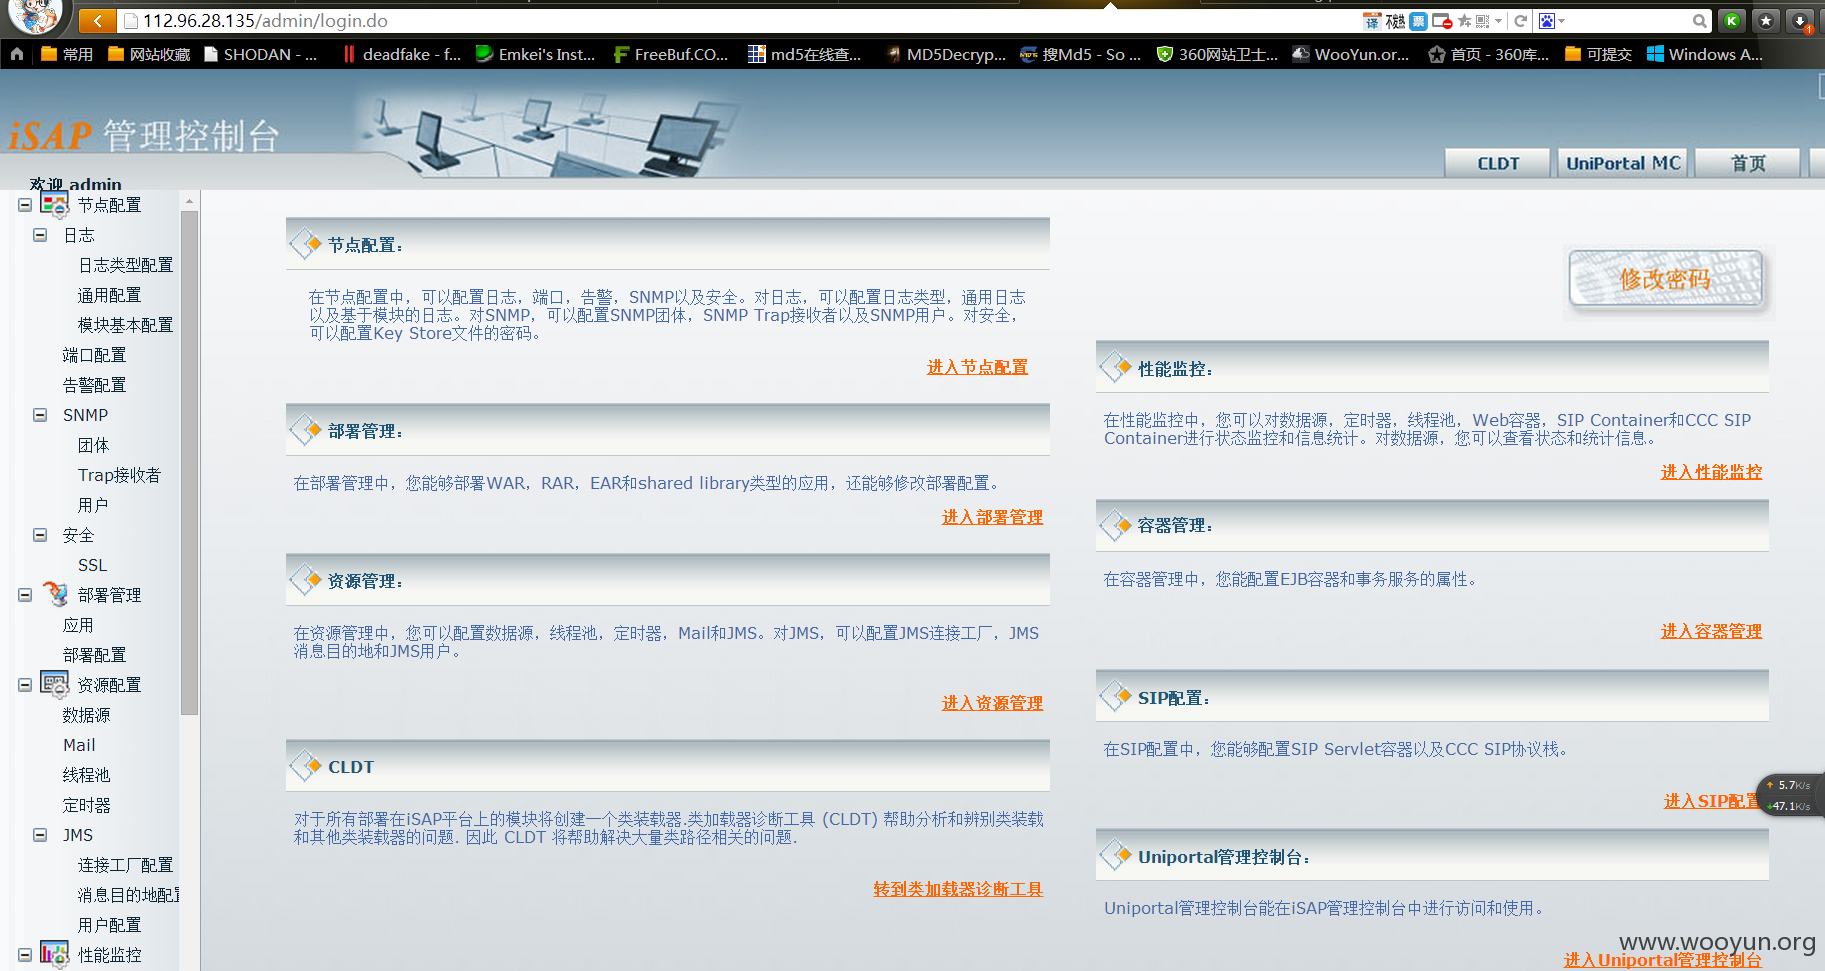 112.96.28.135/admin/login.do
译 不熬 票
常用 网站收藏 SHODAN - ... deadfake - f... Emkei's Inst... FreeBuf.CO... md5在线查... MD5Decryp... 搜Md5 - So ... 360网站卫士... WooYun.or... 首页 - 360库... 可提交 Windows A...
iSAP 管理控制台
CLDT UniPortal MC 首页
欢迎 admin
节点配置
日志
日志类型配置
通用配置
模块基本配置
端口配置
告警配置
SNMP
团体
Trap接收者
用户
安全
SSL
部署管理
应用
部署配置
资源配置
数据源
Mail
线程池
定时器
JMS
连接工厂配置
消息目的地配置
用户配置
性能监控
节点配置：
在节点配置中，可以配置日志，端口，告警，SNMP以及安全。对日志，可以配置日志类型，通用日志
以及基于模块的日志。对SNMP，可以配置SNMP团体，SNMP Trap接收者以及SNMP用户。对安全，
可以配置Key Store文件的密码。
进入节点配置
部署管理：
在部署管理中，您能够部署WAR，RAR，EAR和shared library类型的应用，还能够修改部署配置。
进入部署管理
资源管理：
在资源管理中，您可以配置数据源，线程池，定时器，Mail和JMS。对JMS，可以配置JMS连接工厂，JMS
消息目的地和JMS用户。
进入资源管理
CLDT
对于所有部署在iSAP平台上的模块将创建一个类装载器.类加载器诊断工具 (CLDT) 帮助分析和辨别类装载
和其他类装载器的问题. 因此 CLDT 将帮助解决大量类路径相关的问题.
转到类加载器诊断工具
修改密码
性能监控：
在性能监控中，您可以对数据源，定时器，线程池，Web容器，SIP Container和CCC SIP
Container进行状态监控和信息统计。对数据源，您可以查看状态和统计信息。
进入性能监控
容器管理：
在容器管理中，您能配置EJB容器和事务服务的属性。
进入容器管理
SIP配置：
在SIP配置中，您能够配置SIP Servlet容器以及CCC SIP协议栈。
进入SIP配置
5.7K/s
47.1K/s
Uniportal管理控制台：
Uniportal管理控制台能在iSAP管理控制台中进行访问和使用。
进入Uniportal管理控制台
www.wooyun.org